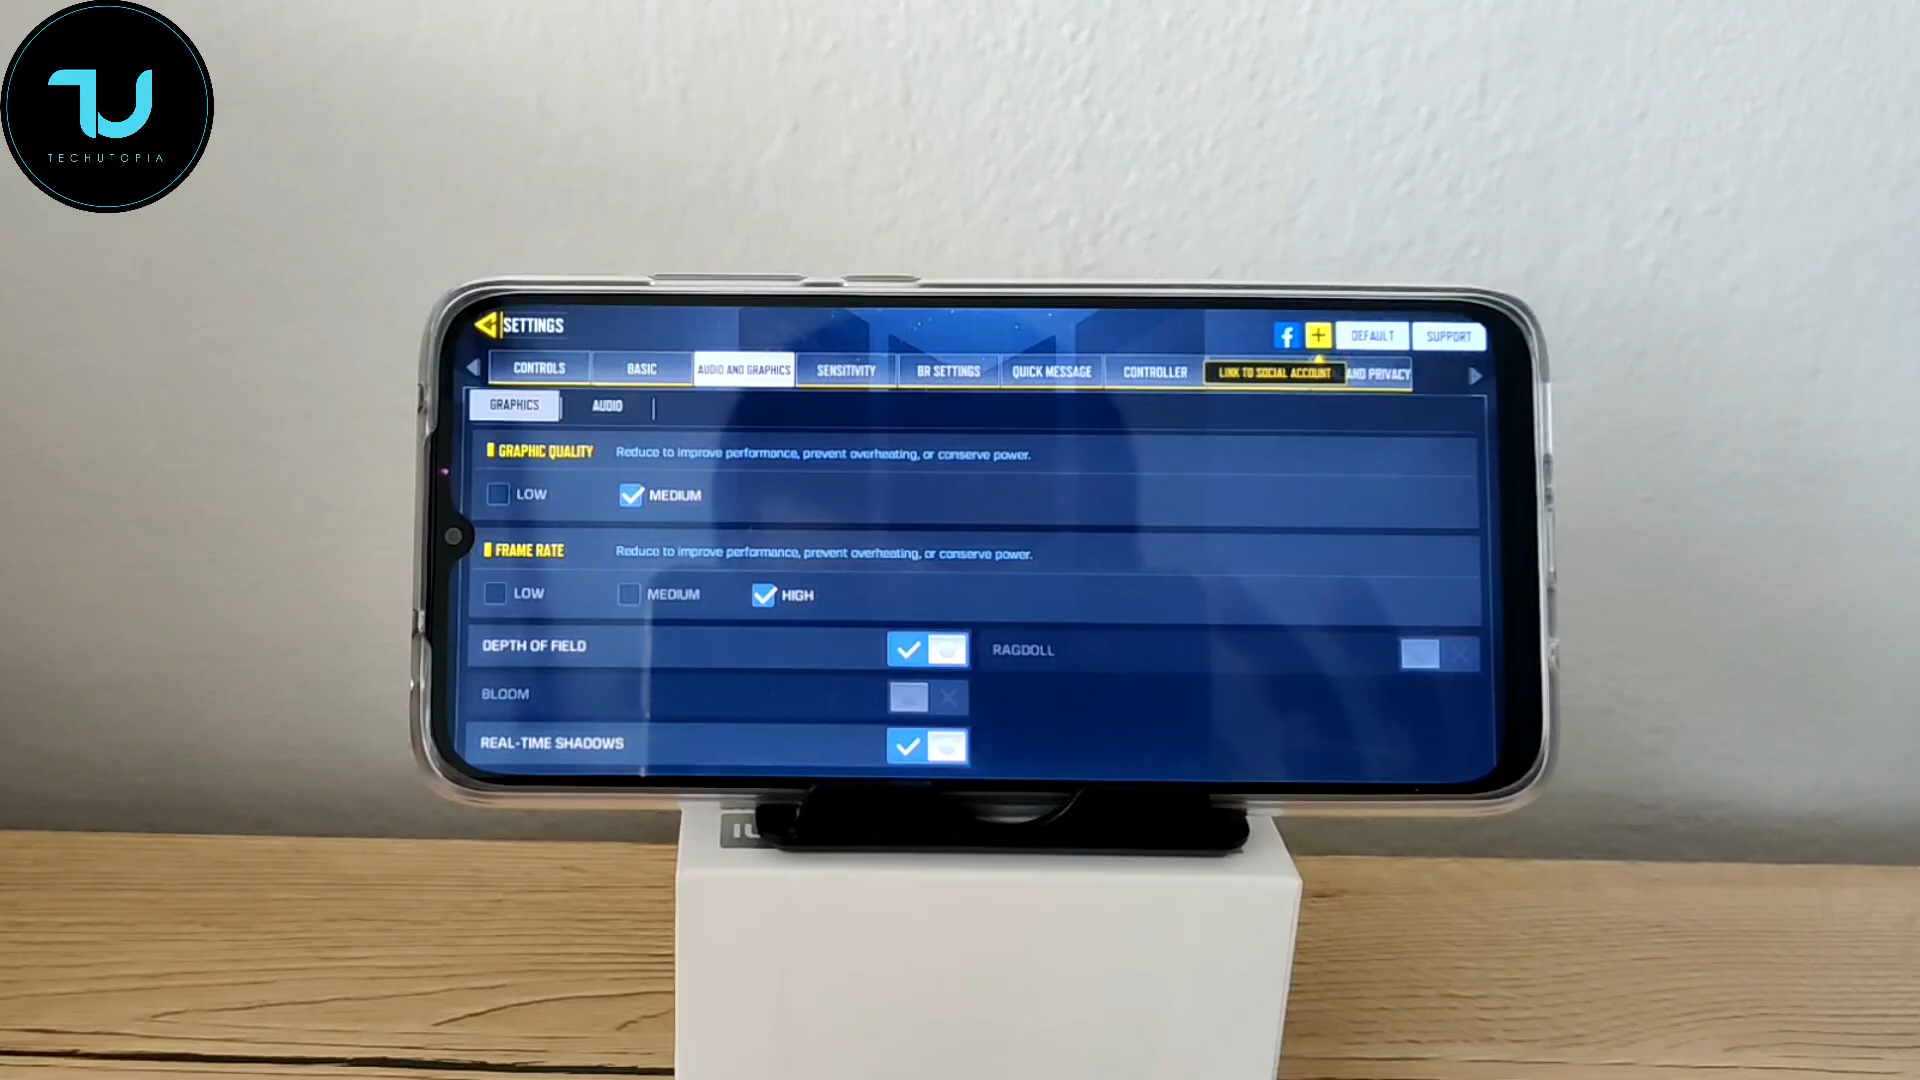 TECHUTOPIA
SETTINGS
DEFAULT
SUPPORT
CONTROLS
BASIC
AUDIO AND GRAPHICS
SENSITIVITY
BR SETTINGS
QUICK MESSAGE
CONTROLLER
LINK TO SOCIAL ACCOUNT
AND PRIVACY
GRAPHICS
AUDIO
GRAPHIC QUALITY
Reduce to improve performance, prevent overheating, or conserve power.
LOW
MEDIUM
FRAME RATE
Reduce to improve performance, prevent overheating, or conserve power.
LOW
MEDIUM
HIGH
DEPTH OF FIELD
RAGDOLL
BLOOM
REAL-TIME SHADOWS